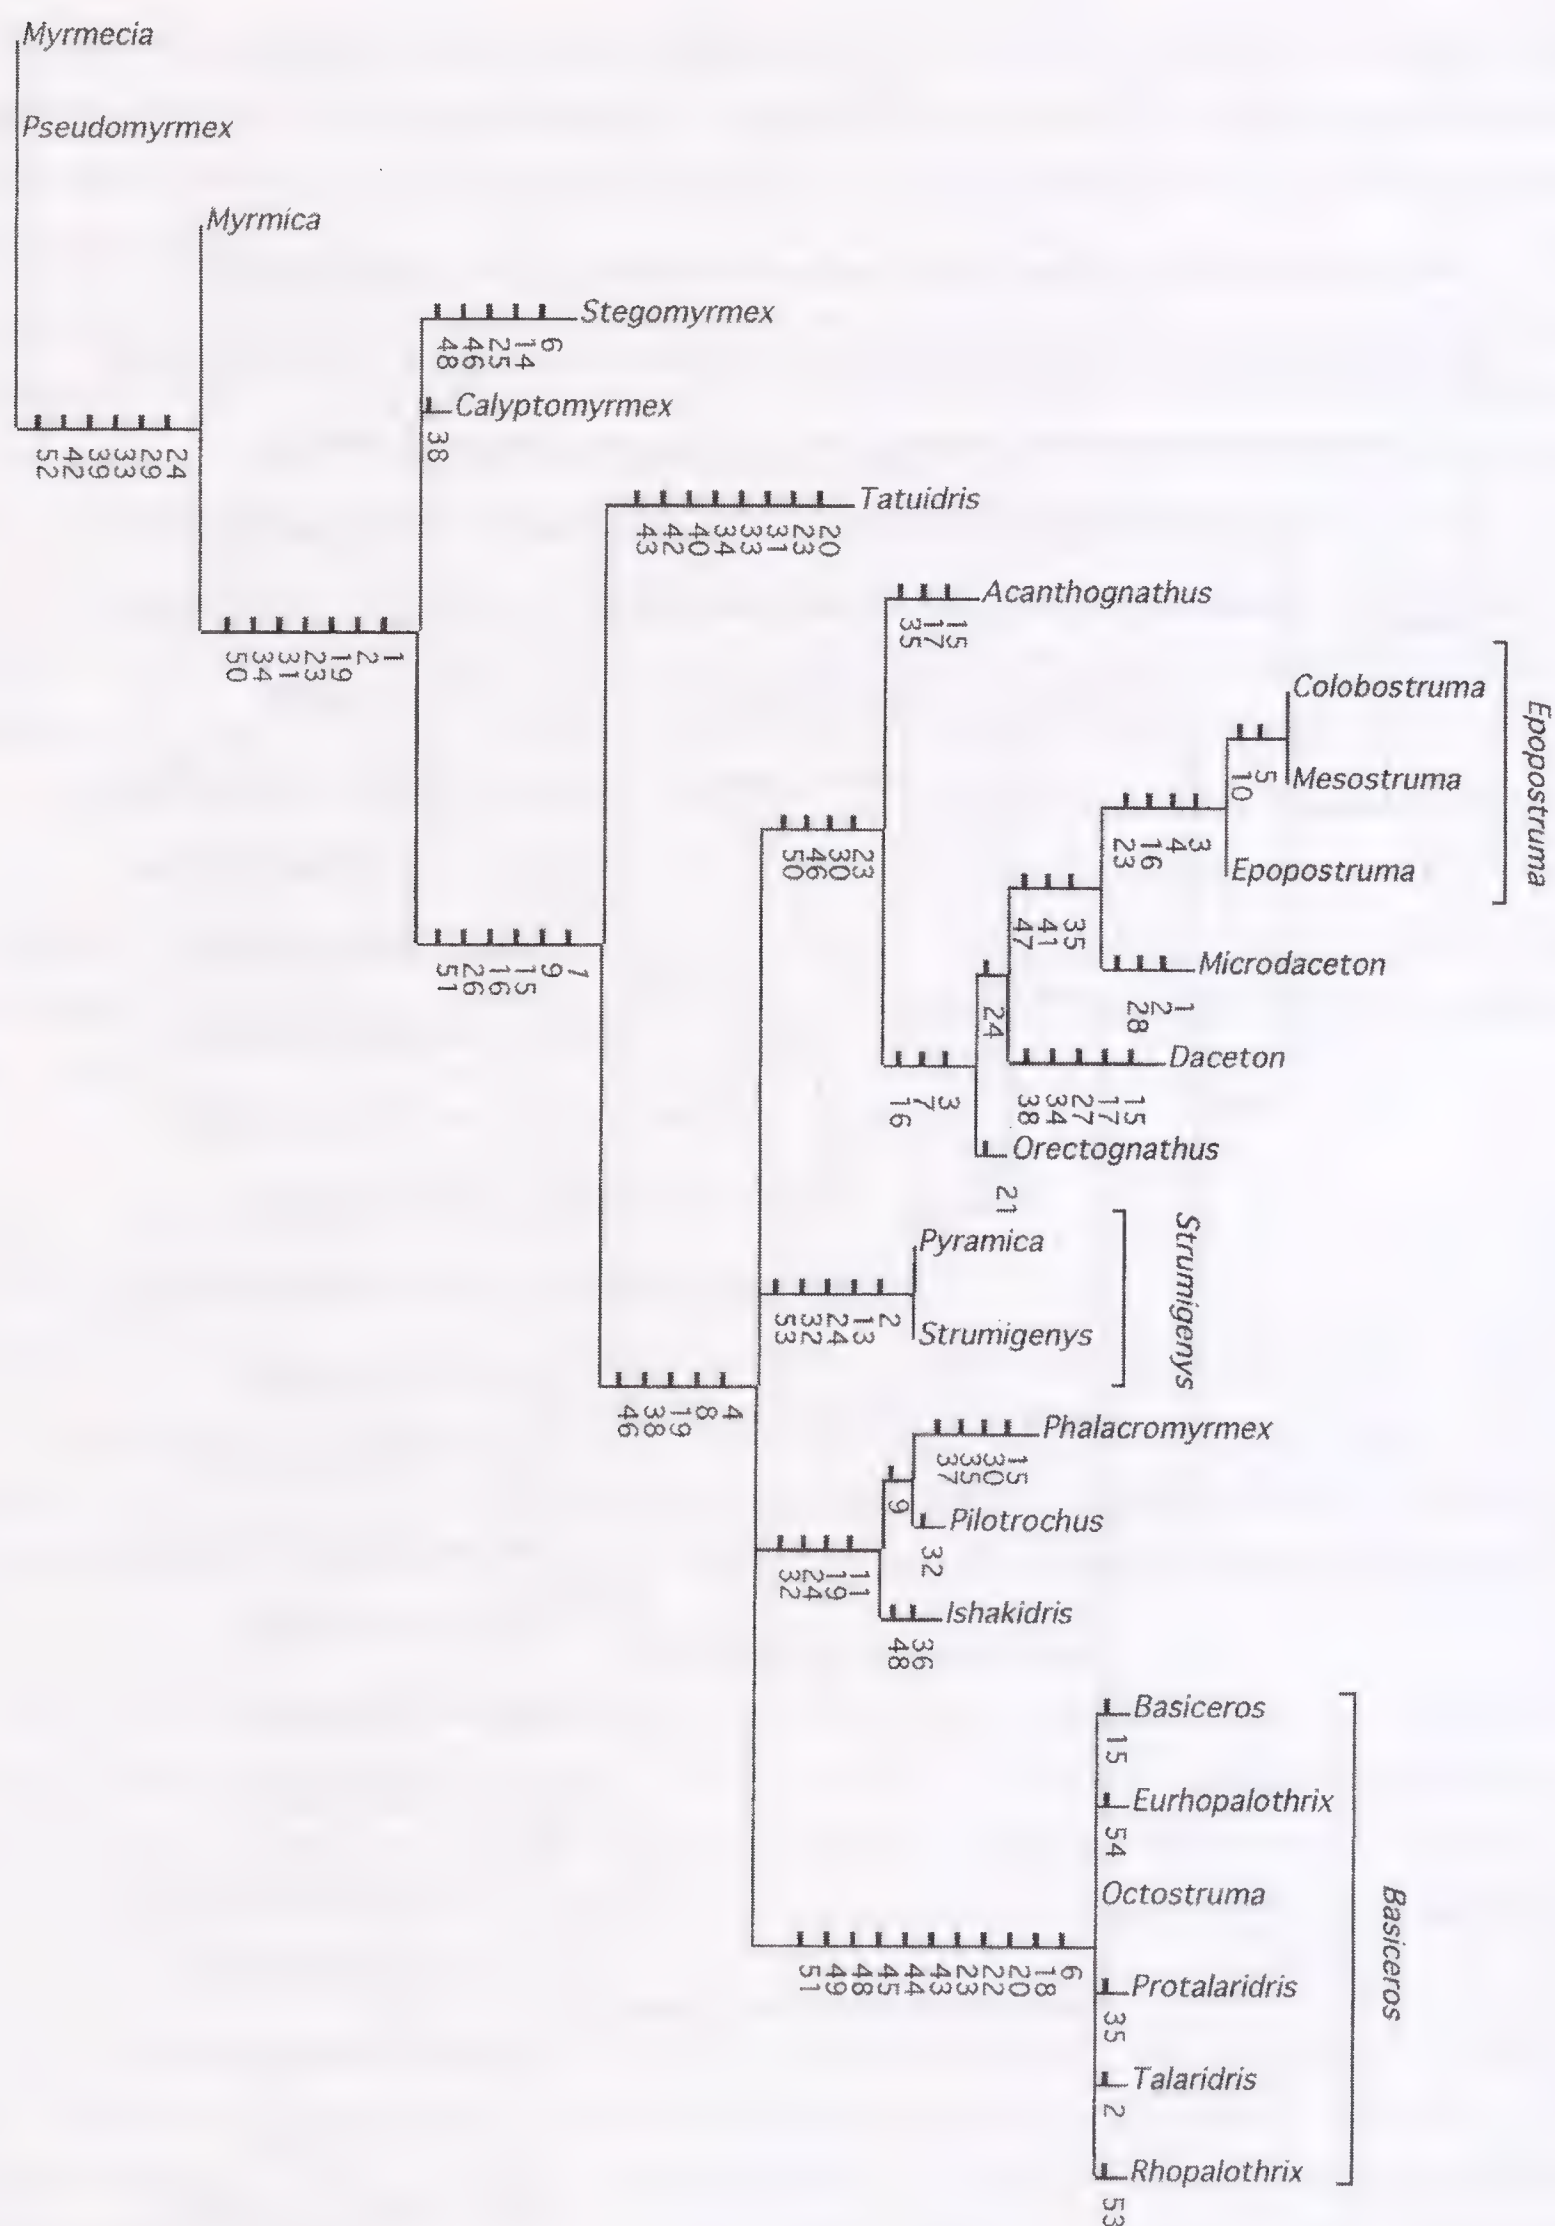 Myrmecia
Pseudomyrmex
Myrmica
52 42 39 33 29 24
Stegomyrmex
48 46 25 14 6
Calyptomyrmex
38
50 34 31 23 19 2 1
Tatuidris
43 42 40 34 33 31 23 20
51 26 16 15 9 7
Acanthognathus
35 17 15
50 46 30 23
Colobostruma
Mesostruma
10 5
Epopostruma
23 16 4 3
Epopostruma
47 41 35
Microdaceton
28 2 1
24
Daceton
38 34 27 17 15
16 7 3
Orectognathus
21
Pyramica
Strumigenys
53 32 24 13 2
Strumigenys
46 38 19 8 4
Phalacromyrmex
37 35 30 15
9
Pilotrochus
32
32 24 19 11
Ishakidris
48 36
Basiceros
15
Eurhopalothrix
54
Octostruma
Basiceros
51 49 48 45 44 43 23 22 20 18 6
Protalaridris
35
Talaridris
2
Rhopalothrix
53